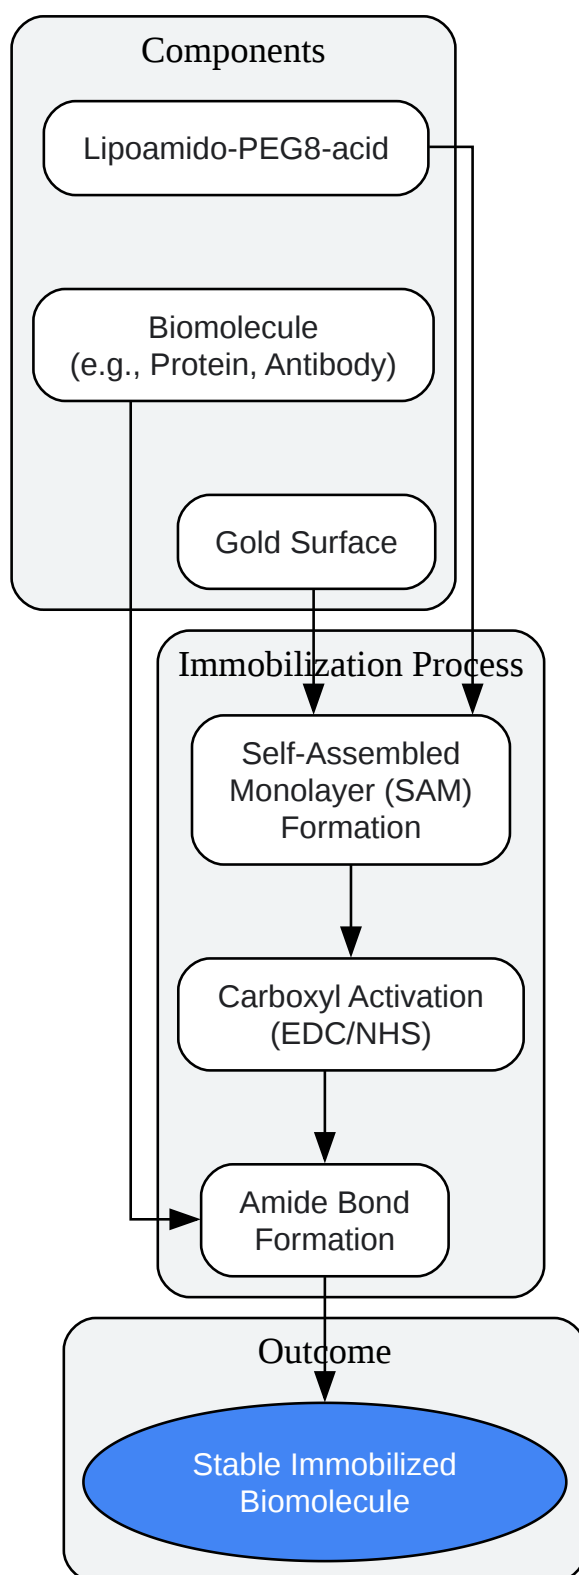 Components
Lipoamido-PEG8-acid
Biomolecule
(e.g., Protein, Antibody)
Gold Surface
Immobilization Process
Self-Assembled
Monolayer (SAM)
Formation
Carboxyl Activation
(EDC/NHS)
Amide Bond
Formation
Outcome
Stable Immobilized
Biomolecule